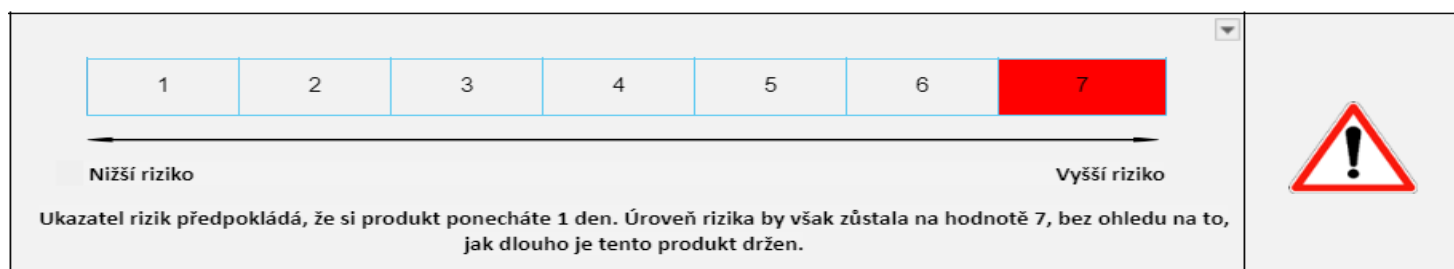 1 2 3 4 5 6 7
Nižší riziko Vyšší riziko
Ukazatel rizik předpokládá, že si produkt ponecháte 1 den. Úroveň rizika by však zůstala na hodnotě 7, bez ohledu na to,
jak dlouho je tento produkt držen.